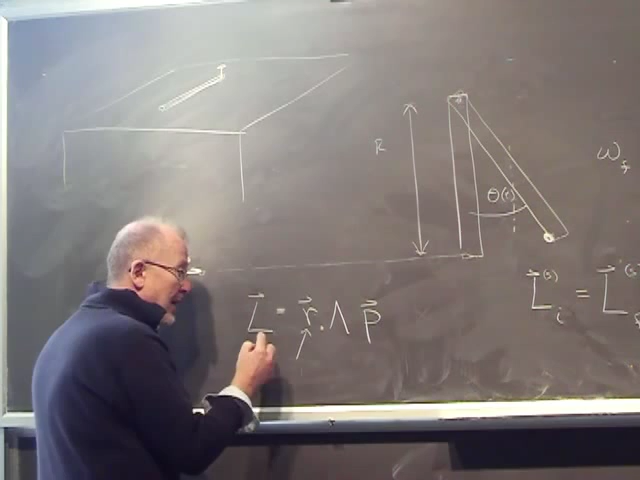 R
θ(t)
ω_f
L⃗ = r⃗ . Λ p⃗
L⃗_i^(s) = L⃗